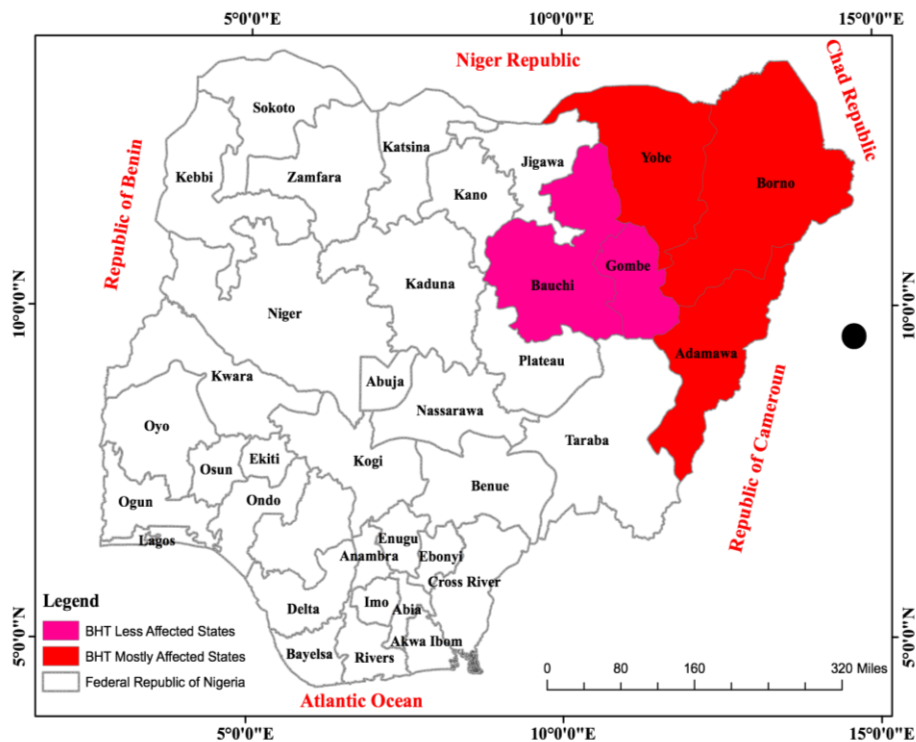 5°0'0"E
10°0'0"E
15°0'0"E
Niger Republic
Chad Republic
Republic of Benin
Sokoto
Katsina
Kebbi
Zamfara
Jigawa
Yobe
Kano
Borno
Kaduna
Bauchi
Gombe
Niger
10°0'0"N
10°0'0"N
Plateau
Adamawa
Kwara
Abuja
Nassarawa
Oyo
Taraba
Republic of Cameroun
Osun
Ekiti
Kogi
Benue
Ogun
Ondo
Lagos
Enugu
Anambra
Ebonyi
Cross River
Imo
Abia
Delta
Akwa Ibom
Bayelsa
Rivers
Legend
BHT Less Affected States
BHT Mostly Affected States
Federal Republic of Nigeria
5°0'0"N
5°0'0"N
0 80 160 320 Miles
Atlantic Ocean
5°0'0"E
10°0'0"E
15°0'0"E